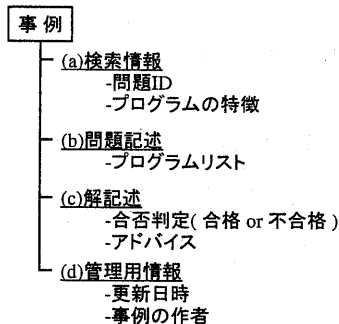 事例
(a)検索情報
-問題ID
-プログラムの特徴
(b)問題記述
-プログラムリスト
(c)解記述
-合否判定(合格 or 不合格)
-アドバイス
(d)管理用情報
-更新日時
-事例の作者